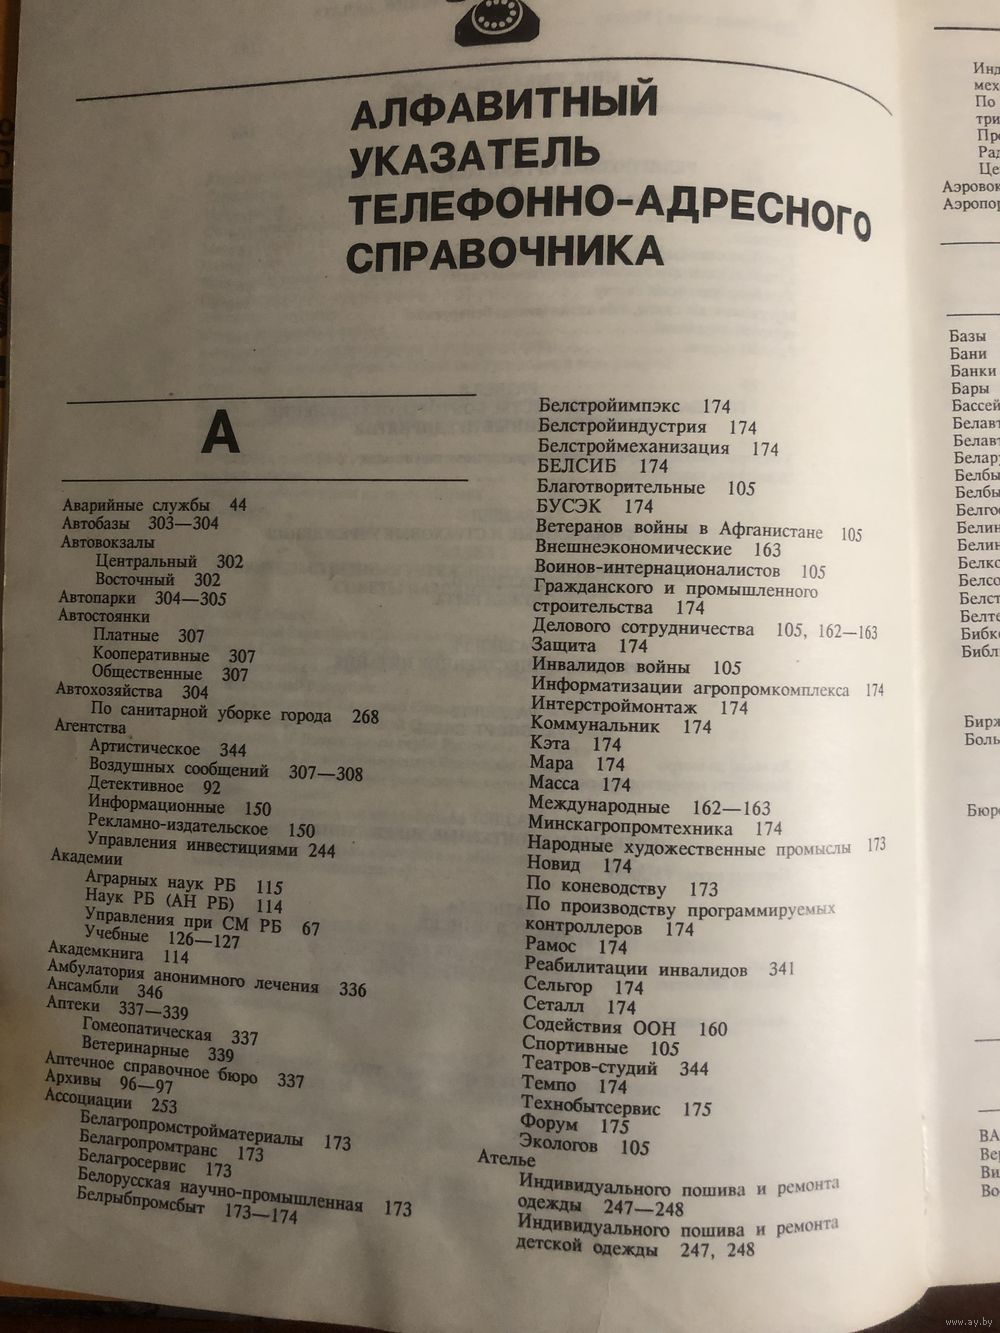 АЛФАВИТНЫЙ
УКАЗАТЕЛЬ
ТЕЛЕФОННО-АДРЕСНОГО
СПРАВОЧНИКА
А
Аварийные службы 44
Автобазы 303—304
Автовокзалы
Центральный 302
Восточный 302
Автопарки 304—305
Автостоянки
Платные 307
Кооперативные 307
Общественные 307
Автохозяйства 304
По санитарной уборке города 268
Агентства
Артистическое 344
Воздушных сообщений 307—308
Детективное 92
Информационные 150
Рекламно-издательское 150
Управления инвестициями 244
Академии
Аграрных наук РБ 115
Наук РБ (АН РБ) 114
Управления при СМ РБ 67
Учебные 126—127
Академкнига 114
Амбулатория анонимного лечения 336
Ансамбли 346
Аптеки 337—339
Гомеопатическая 337
Ветеринарные 339
Аптечное справочное бюро 337
Архивы 96—97
Ассоциации 253
Белагропромстройматериалы 173
Белагропромтранс 173
Белагросервис 173
Белорусская научно-промышленная 173
Белрыбпромсбыт 173—174
Белстройимпэкс 174
Белстройиндустрия 174
Белстроймеханизация 174
БЕЛСИБ 174
Благотворительные 105
БУСЭК 174
Ветеранов войны в Афганистане 105
Внешнеэкономические 163
Воинов-интернационалистов 105
Гражданского и промышленного
строительства 174
Делового сотрудничества 105, 162—163
Защита 174
Инвалидов войны 105
Информатизации агропромкомплекса 174
Интерстроймонтаж 174
Коммунальник 174
Кэта 174
Мара 174
Масса 174
Международные 162—163
Минскагропромтехника 174
Народные художественные промыслы 173
Новид 174
По коневодству 173
По производству программируемых
контроллеров 174
Рамос 174
Реабилитации инвалидов 341
Сельгор 174
Сеталл 174
Содействия ООН 160
Спортивные 105
Театров-студий 344
Темпо 174
Технобытсервис 175
Форум 175
Экологов 105
Ателье
Индивидуального пошива и ремонта
одежды 247—248
Индивидуального пошива и ремонта
детской одежды 247, 248
По
Базы
Бани
Банки
Бары
www.ay.by